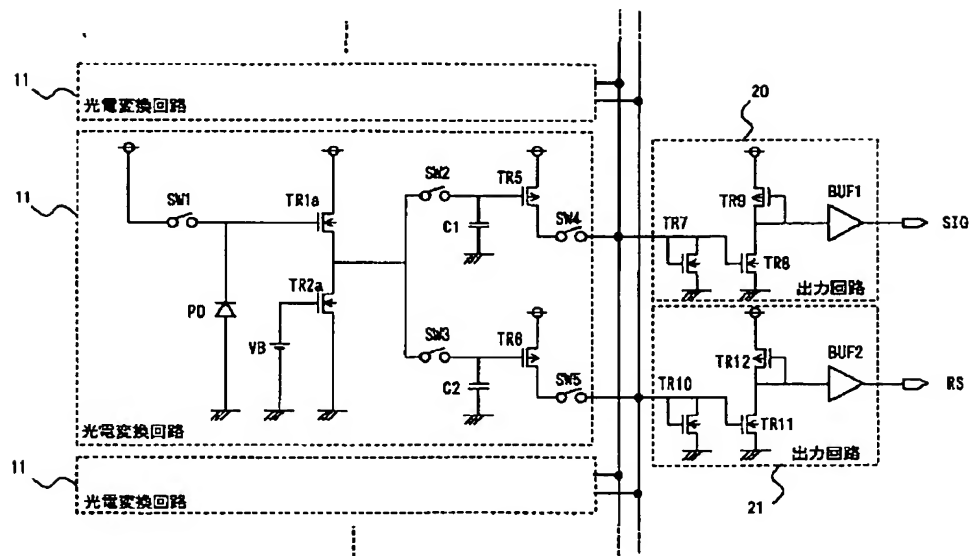 11
光電変換回路
20
11
SW1
TR1a
SW2
TR5
C1
SW4
TR7
TR9
BUF1
SIG
TR8
出力回路
PD
VB
TR2a
SW3
TR6
C2
SW5
TR10
TR12
BUF2
RS
TR11
光電変換回路
出力回路
11
光電変換回路
21